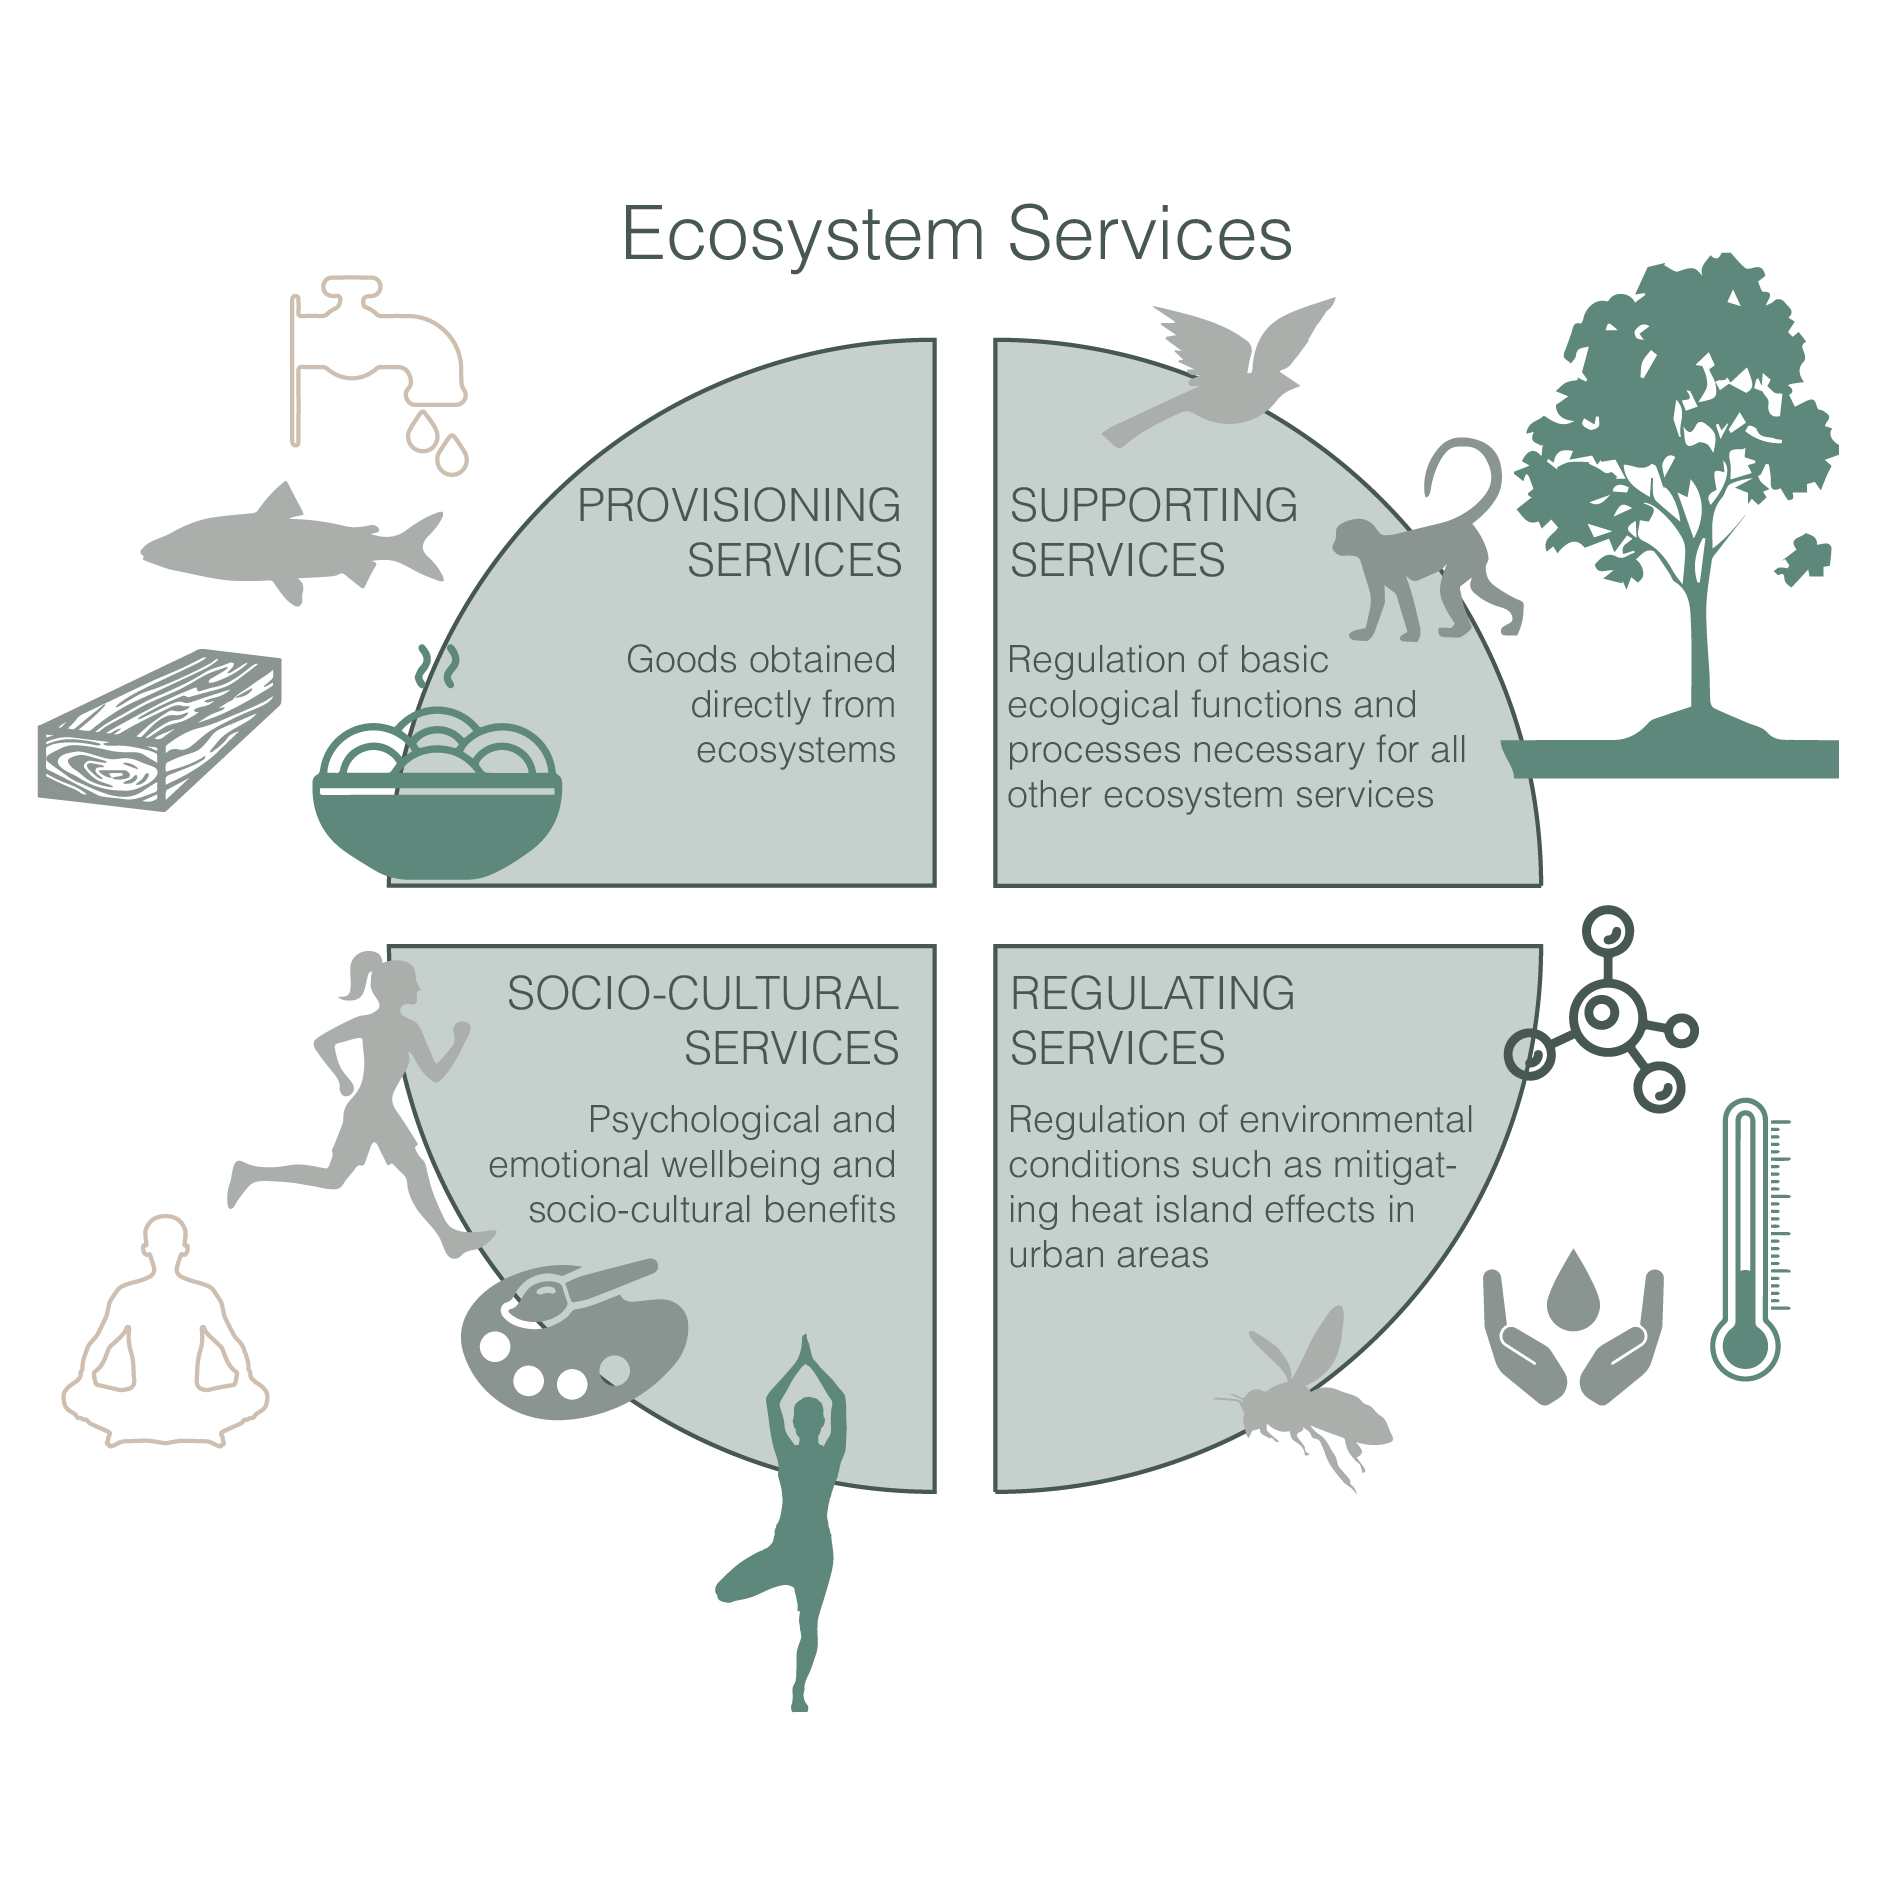 Ecosystem Services
PROVISIONING
SERVICES
Goods obtained
directly from
ecosystems
SUPPORTING
SERVICES
Regulation of basic
ecological functions and
processes necessary for all
other ecosystem services
SOCIO-CULTURAL
SERVICES
Psychological and
emotional wellbeing and
socio-cultural benefits
REGULATING
SERVICES
Regulation of environmental
conditions such as mitigat-
ing heat island effects in
urban areas